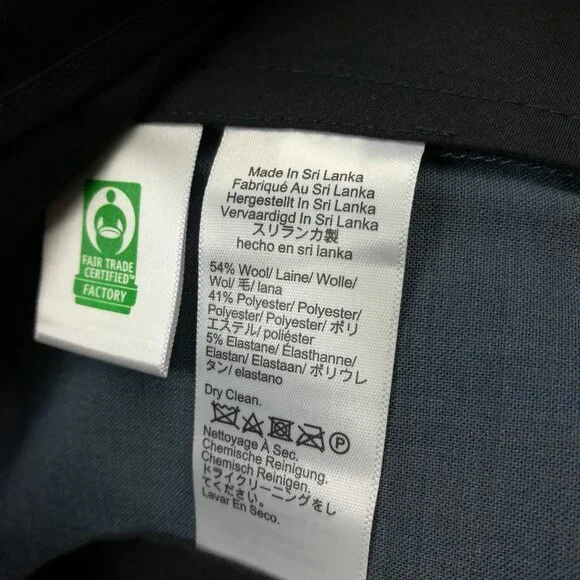 FAIR TRADE
CERTIFIED™
FACTORY
Made In Sri Lanka
Fabriqué Au Sri Lanka
Hergestellt In Sri Lanka
Vervaardigd In Sri Lanka
スリランカ製
hecho en sri lanka
54% Wool/ Laine/ Wolle/
Wol/ 毛/ lana
41% Polyester/ Polyester/
Polyester/ Polyester/ ポリ
エステル/ poliéster
5% Elastane/ Élasthanne/
Elastan/ Elastaan/ ポリウレ
タン/ elastano
Dry Clean.
P
Nettoyage À Sec.
Chemische Reinigung.
Chemisch Reinigen.
ドライクリーニングをし
てください。
Lavar En Seco.